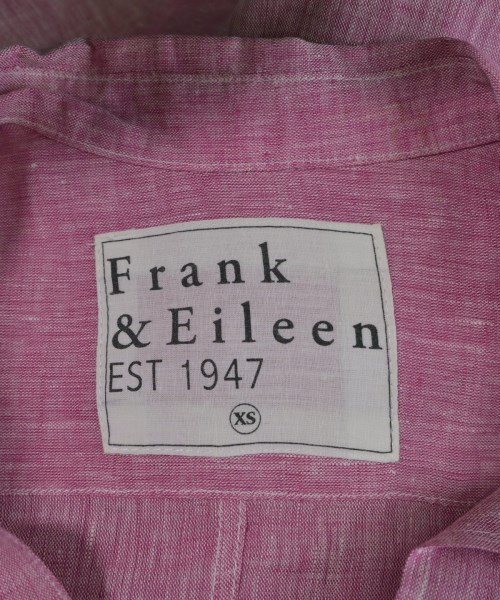 Frank
& Eileen
EST 1947
XS